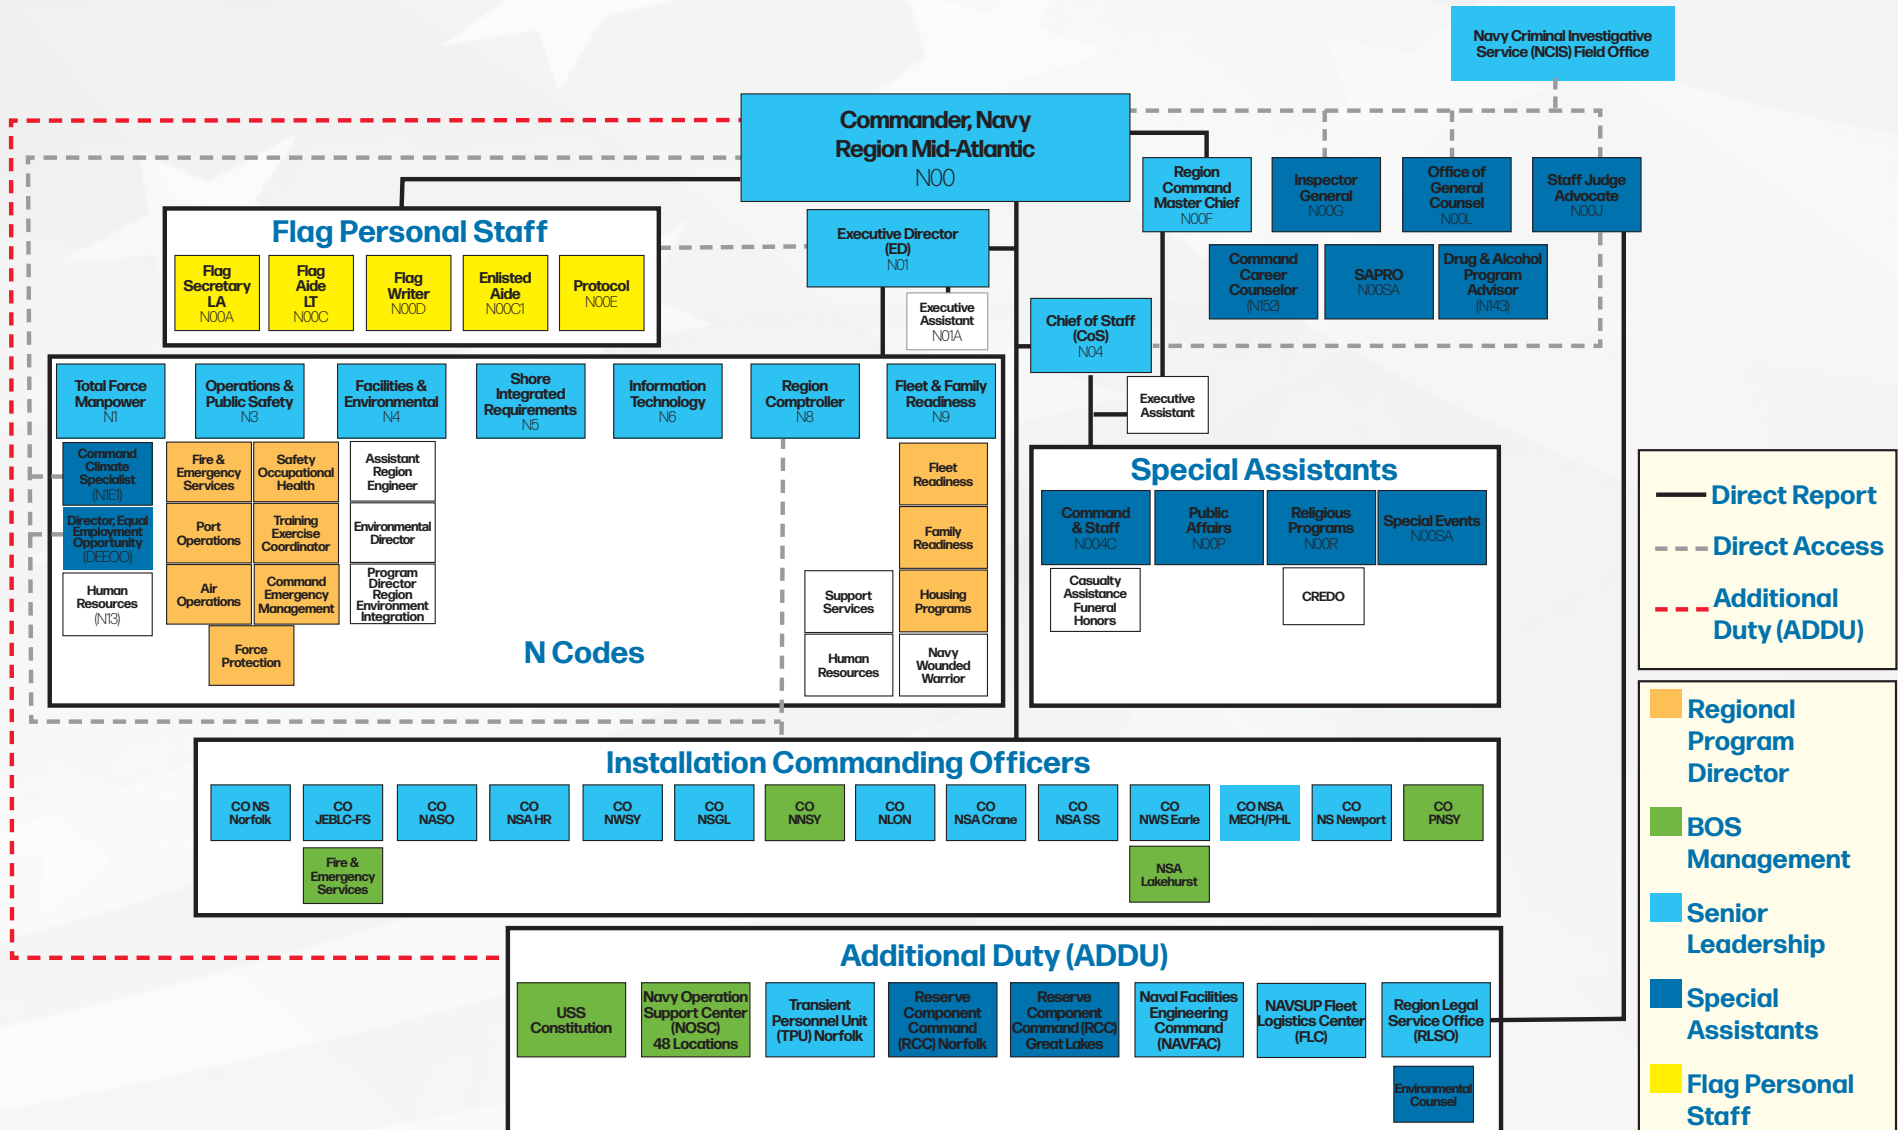 Navy Criminal Investigative
Service (NCIS) Field Office
Commander, Navy
Region Mid-Atlantic
N00
Region
Command
Master Chief
N00F
Inspector
General
N00G
Office of
General
Counsel
N00L
Staff Judge
Advocate
N00J
Command
Career
Counselor
(N152)
SAPRO
N00SA
Drug & Alcohol
Program
Advisor
(N143)
Flag Personal Staff
Flag
Secretary
LA
N00A
Flag
Aide
LT
N00C
Flag
Writer
N00D
Enlisted
Aide
N00C1
Protocol
N00E
Executive Director
(ED)
N01
Executive
Assistant
N01A
Chief of Staff
(CoS)
N04
Executive
Assistant
Total Force
Manpower
N1
Operations &
Public Safety
N3
Facilities &
Environmental
N4
Shore
Integrated
Requirements
N5
Information
Technology
N6
Region
Comptroller
N8
Fleet & Family
Readiness
N9
Command
Climate
Specialist
(N1E1)
Director, Equal
Employment
Opportunity
(DEEOO)
Human
Resources
(N13)
Fire &
Emergency
Services
Safety
Occupational
Health
Port
Operations
Training
Exercise
Coordinator
Air
Operations
Command
Emergency
Management
Force
Protection
Assistant
Region
Engineer
Environmental
Director
Program
Director
Region
Environment
Integration
Support
Services
Human
Resources
Fleet
Readiness
Family
Readiness
Housing
Programs
Navy
Wounded
Warrior
N Codes
Special Assistants
Command
& Staff
N004C
Public
Affairs
N00P
Religious
Programs
N00R
Special Events
N00SA
Casualty
Assistance
Funeral
Honors
CREDO
Direct Report
Direct Access
Additional
Duty (ADDU)
Regional
Program
Director
BOS
Management
Senior
Leadership
Special
Assistants
Flag Personal
Staff
Installation Commanding Officers
CO NS
Norfolk
CO
JEBLC-FS
CO
NASO
CO
NSA HR
CO
NWSY
CO
NSGL
CO
NNSY
CO
NLON
CO
NSA Crane
CO
NSA SS
CO
NWS Earle
CO NSA
MECH/PHL
CO
NS Newport
CO
PNSY
Fire &
Emergency
Services
NSA
Lakehurst
Additional Duty (ADDU)
USS
Constitution
Navy Operation
Support Center
(NOSC)
48 Locations
Transient
Personnel Unit
(TPU) Norfolk
Reserve
Component
Command
(RCC) Norfolk
Reserve
Component
Command (RCC)
Great Lakes
Naval Facilities
Engineering
Command
(NAVFAC)
NAVSUP Fleet
Logistics Center
(FLC)
Region Legal
Service Office
(RLSO)
Environmental
Counsel